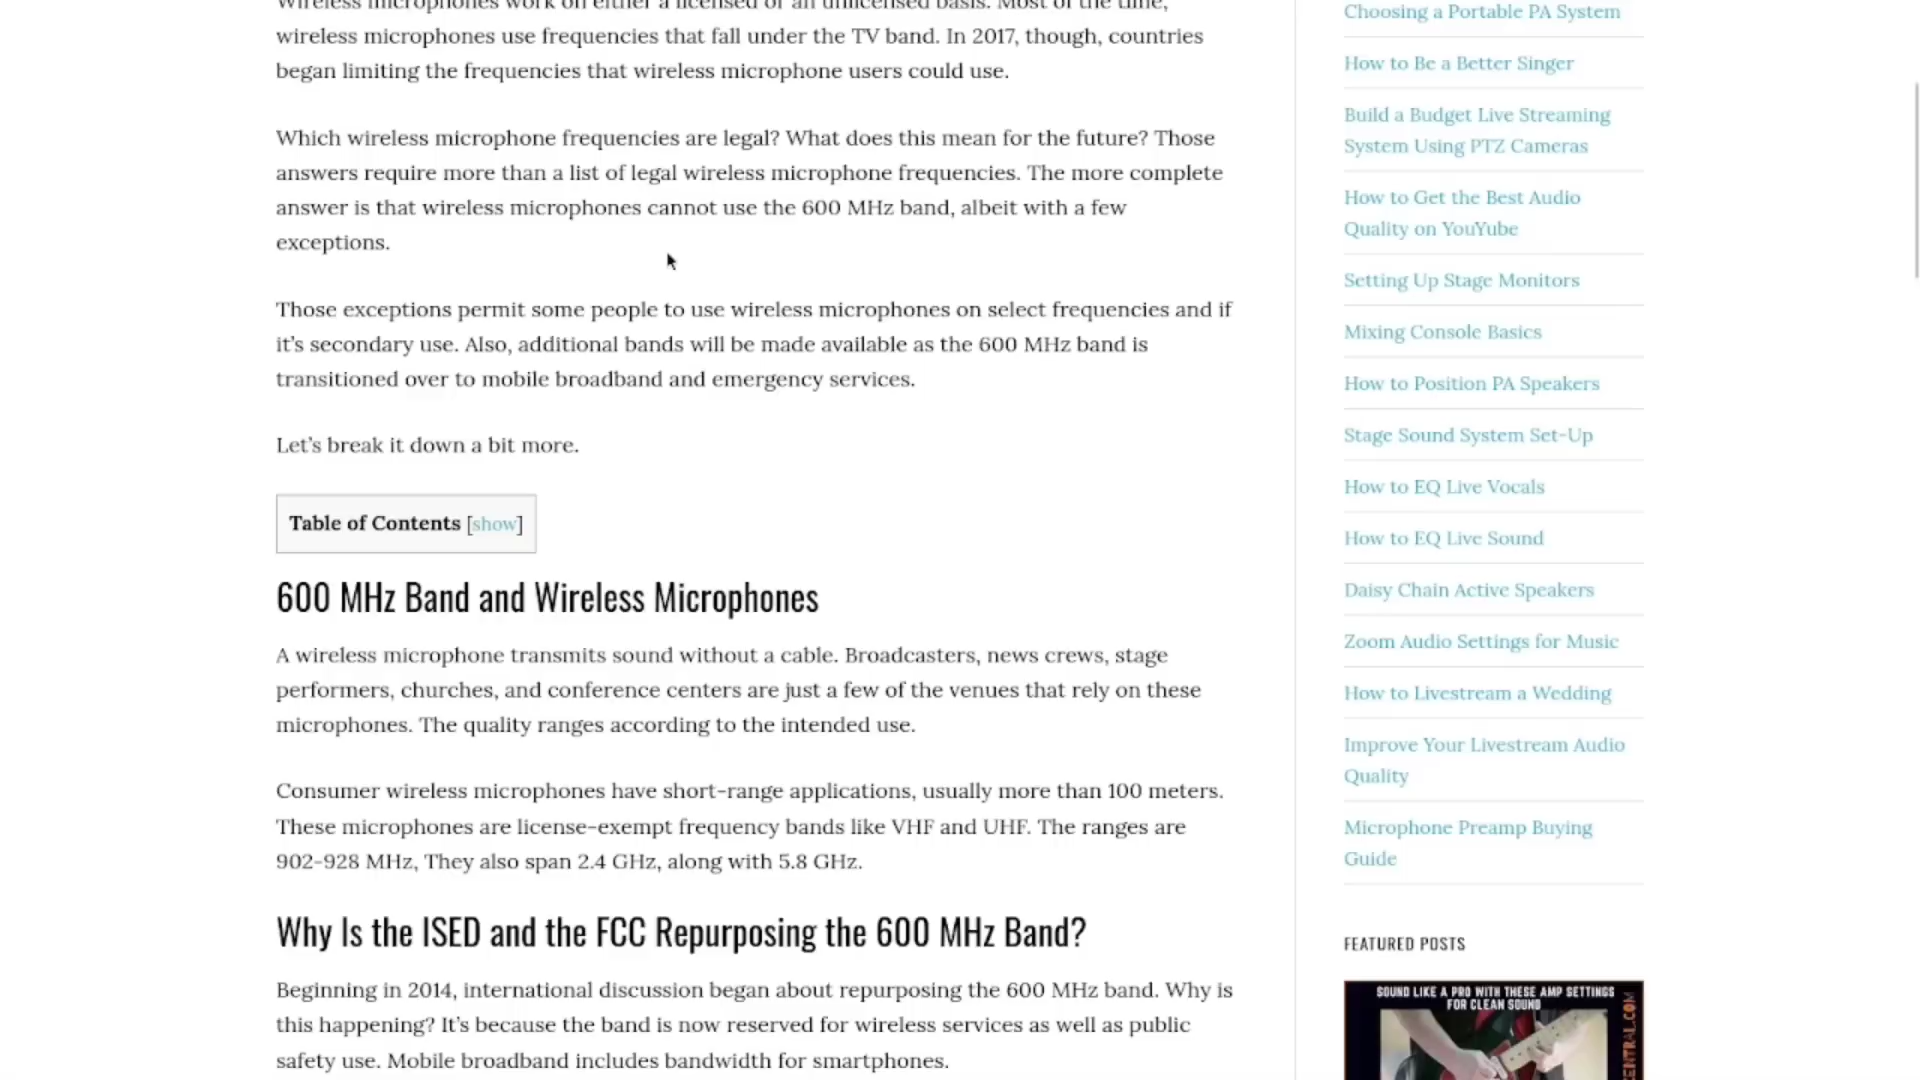 Wireless microphones work on either a licensed or an unlicensed basis. Most of the time,
wireless microphones use frequencies that fall under the TV band. In 2017, though, countries
began limiting the frequencies that wireless microphone users could use.
Which wireless microphone frequencies are legal? What does this mean for the future? Those
answers require more than a list of legal wireless microphone frequencies. The more complete
answer is that wireless microphones cannot use the 600 MHz band, albeit with a few
exceptions.
Those exceptions permit some people to use wireless microphones on select frequencies and if
it's secondary use. Also, additional bands will be made available as the 600 MHz band is
transitioned over to mobile broadband and emergency services.
Let's break it down a bit more.
Table of Contents [show]
600 MHz Band and Wireless Microphones
A wireless microphone transmits sound without a cable. Broadcasters, news crews, stage
performers, churches, and conference centers are just a few of the venues that rely on these
microphones. The quality ranges according to the intended use.
Consumer wireless microphones have short-range applications, usually more than 100 meters.
These microphones are license-exempt frequency bands like VHF and UHF. The ranges are
902-928 MHz, They also span 2.4 GHz, along with 5.8 GHz.
Why Is the ISED and the FCC Repurposing the 600 MHz Band?
Beginning in 2014, international discussion began about repurposing the 600 MHz band. Why is
this happening? It's because the band is now reserved for wireless services as well as public
safety use. Mobile broadband includes bandwidth for smartphones.
Choosing a Portable PA System
How to Be a Better Singer
Build a Budget Live Streaming
System Using PTZ Cameras
How to Get the Best Audio
Quality on YouYube
Setting Up Stage Monitors
Mixing Console Basics
How to Position PA Speakers
Stage Sound System Set-Up
How to EQ Live Vocals
How to EQ Live Sound
Daisy Chain Active Speakers
Zoom Audio Settings for Music
How to Livestream a Wedding
Improve Your Livestream Audio
Quality
Microphone Preamp Buying
Guide
FEATURED POSTS
SOUND LIKE A PRO WITH THESE AMP SETTINGS
FOR CLEAN SOUND